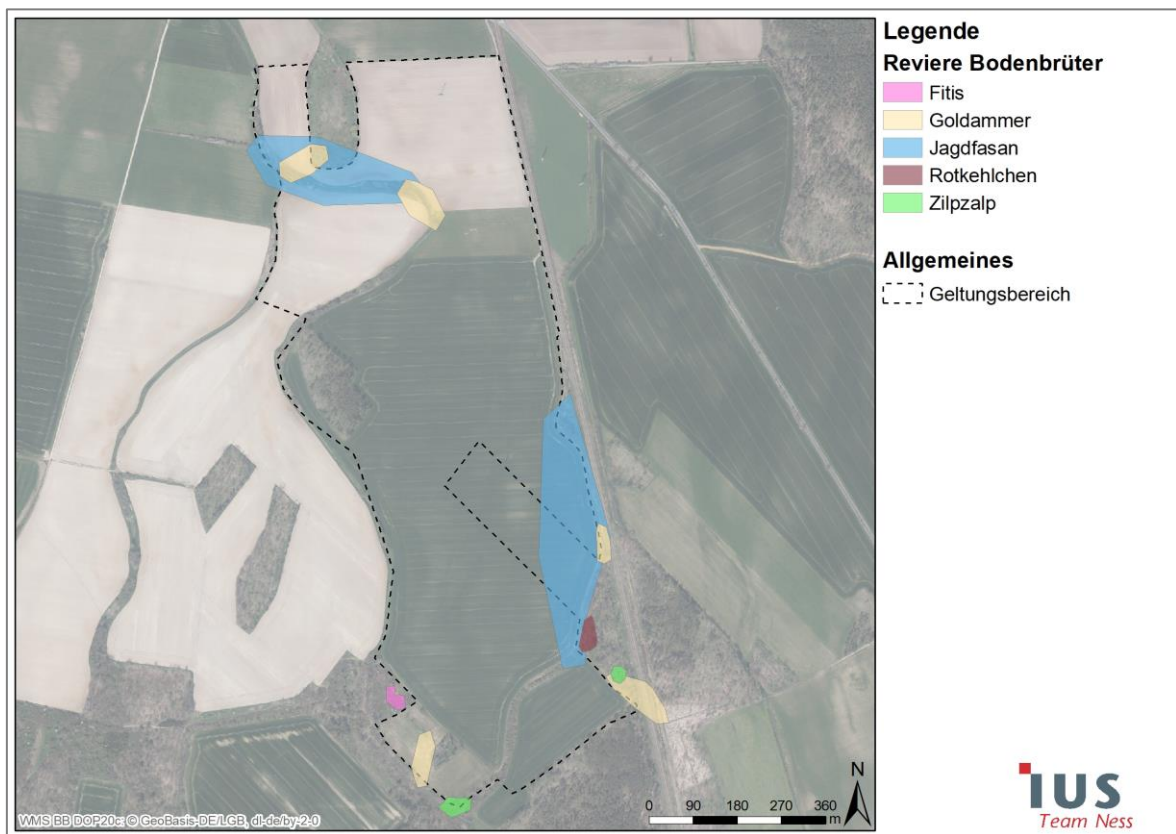 Legende
Reviere Bodenbrüter
Fitis
Goldammer
Jagdfasan
Rotkehlchen
Zilpzalp
Allgemeines
Geltungsbereich
N
0 90 180 270 360
m
WMS BB DOP20c: © GeoBasis-DE/LGB, dl-de/by-2-0
IUS
Team Ness